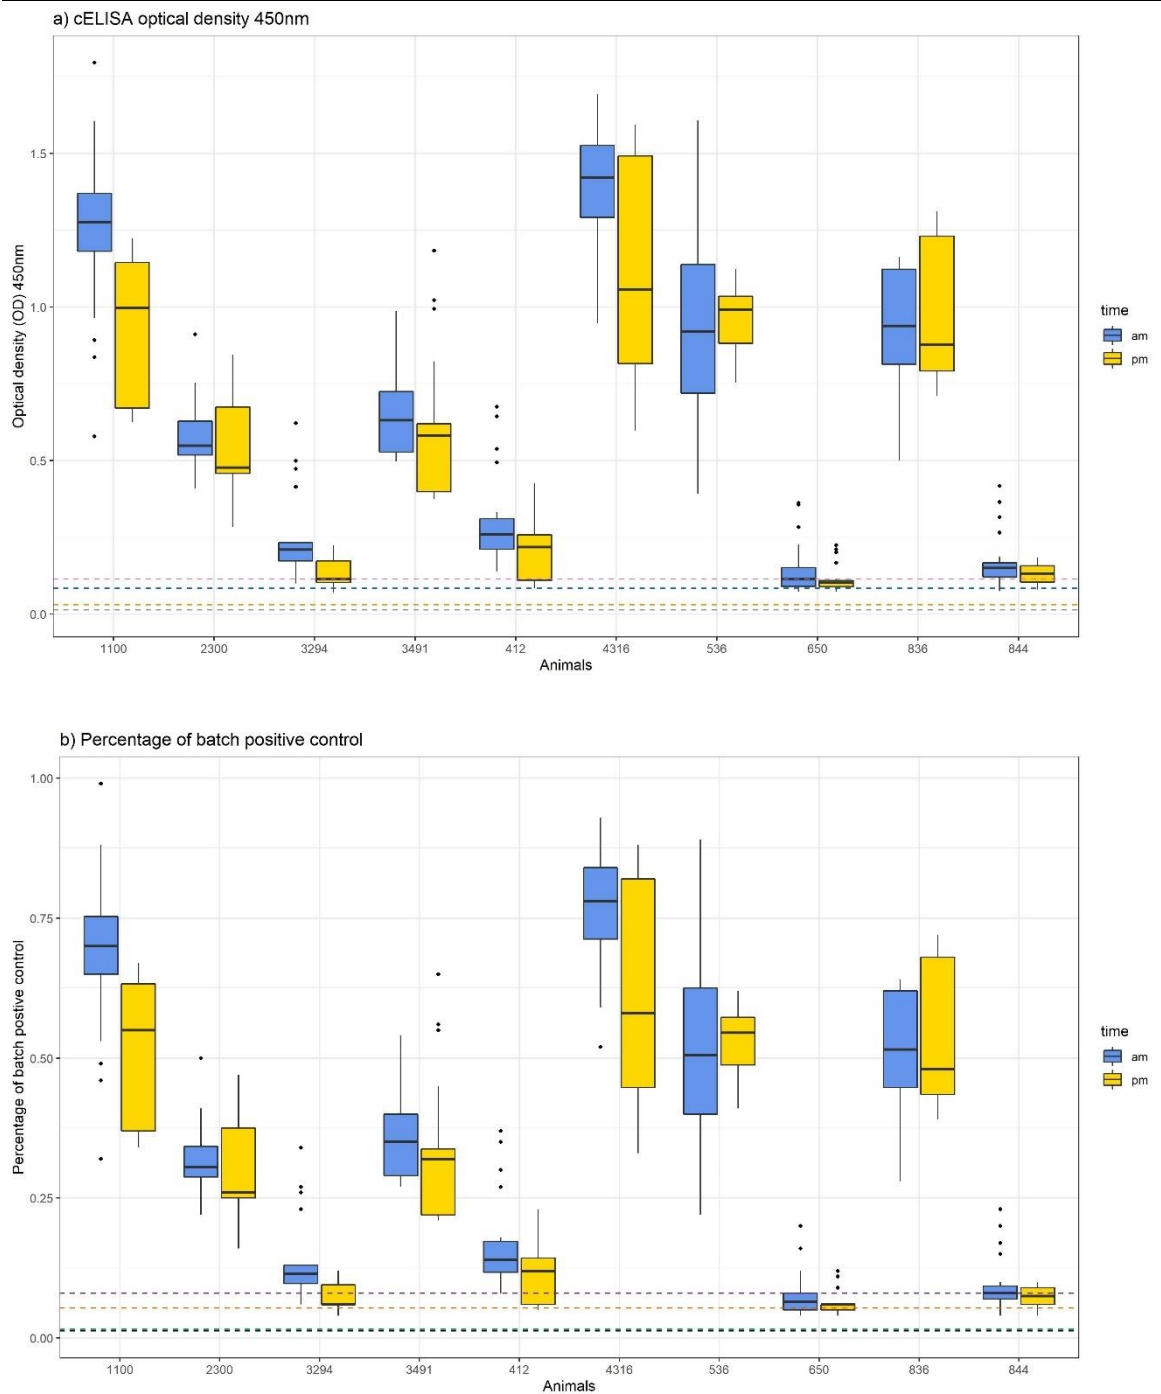 a) cELISA optical density 450nm
Optical density (OD) 450nm
1.5
1.0
0.5
0.0
1100 2300 3294 3491 412 4316 536 650 836 844
Animals
time
am
pm
b) Percentage of batch positive control
Percentage of batch postive control
1.00
0.75
0.50
0.25
0.00
1100 2300 3294 3491 412 4316 536 650 836 844
Animals
time
am
pm